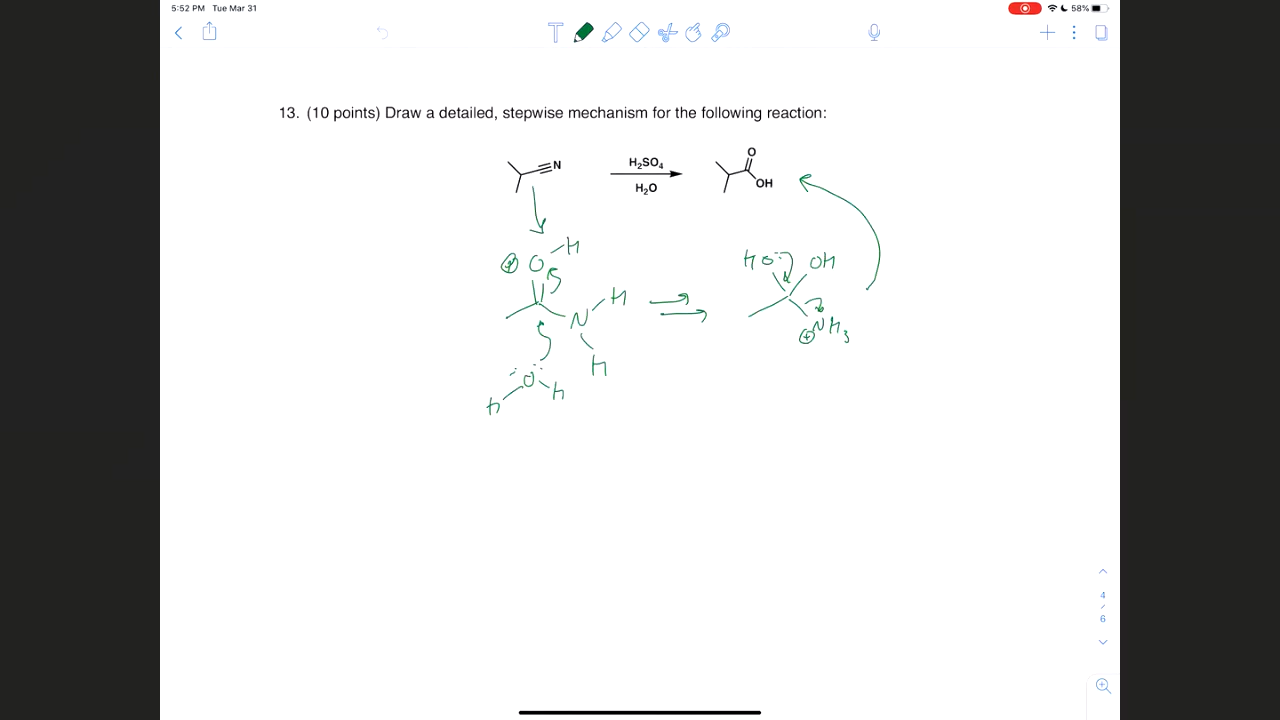 5:52 PM Tue Mar 31
58%
T
13. (10 points) Draw a detailed, stepwise mechanism for the following reaction:
N
H₂SO₄
H₂O
O
OH
⊕ O H
N H
H
:O:
H H
HO: OH
⊕NH₃
4
/
6